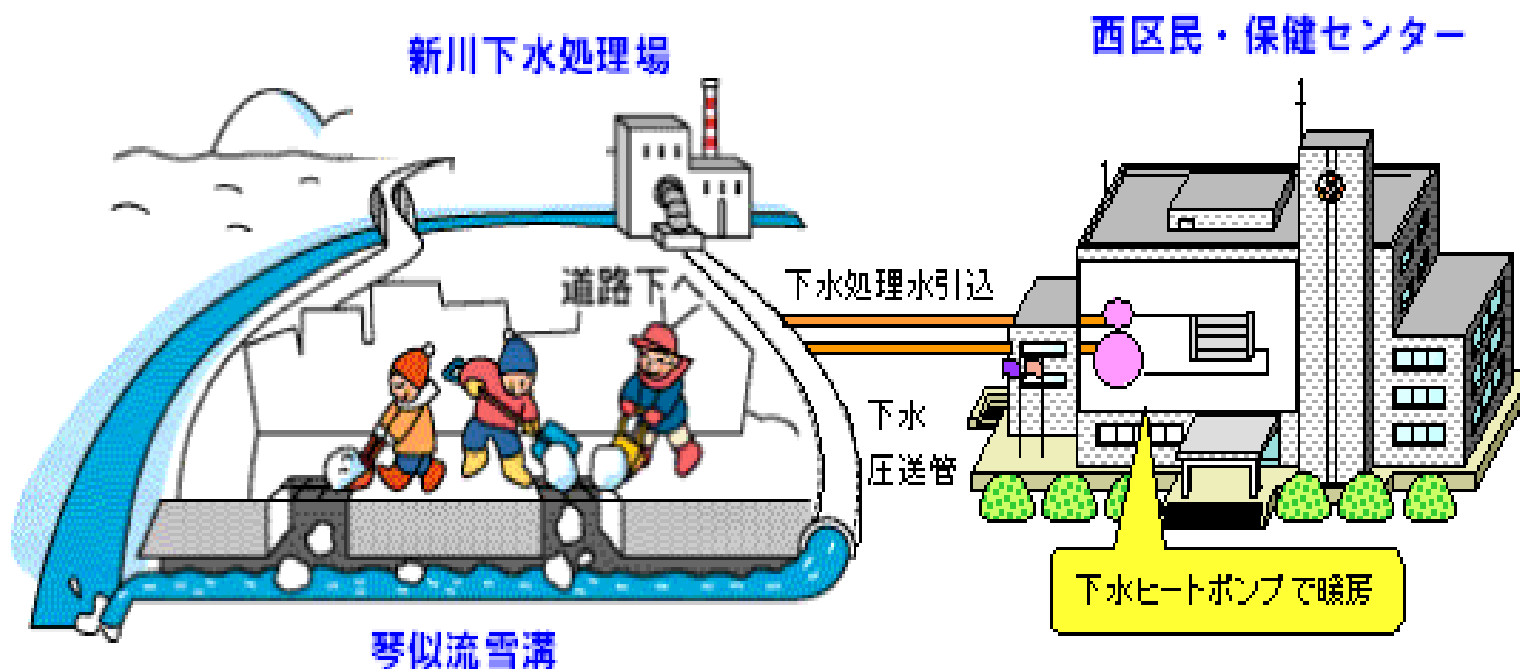 新川下水処理場
西区民・保健センター
道路下へ
下水処理水引込
下水
圧送管
下水ヒートポンプで暖房
琴似流雪溝